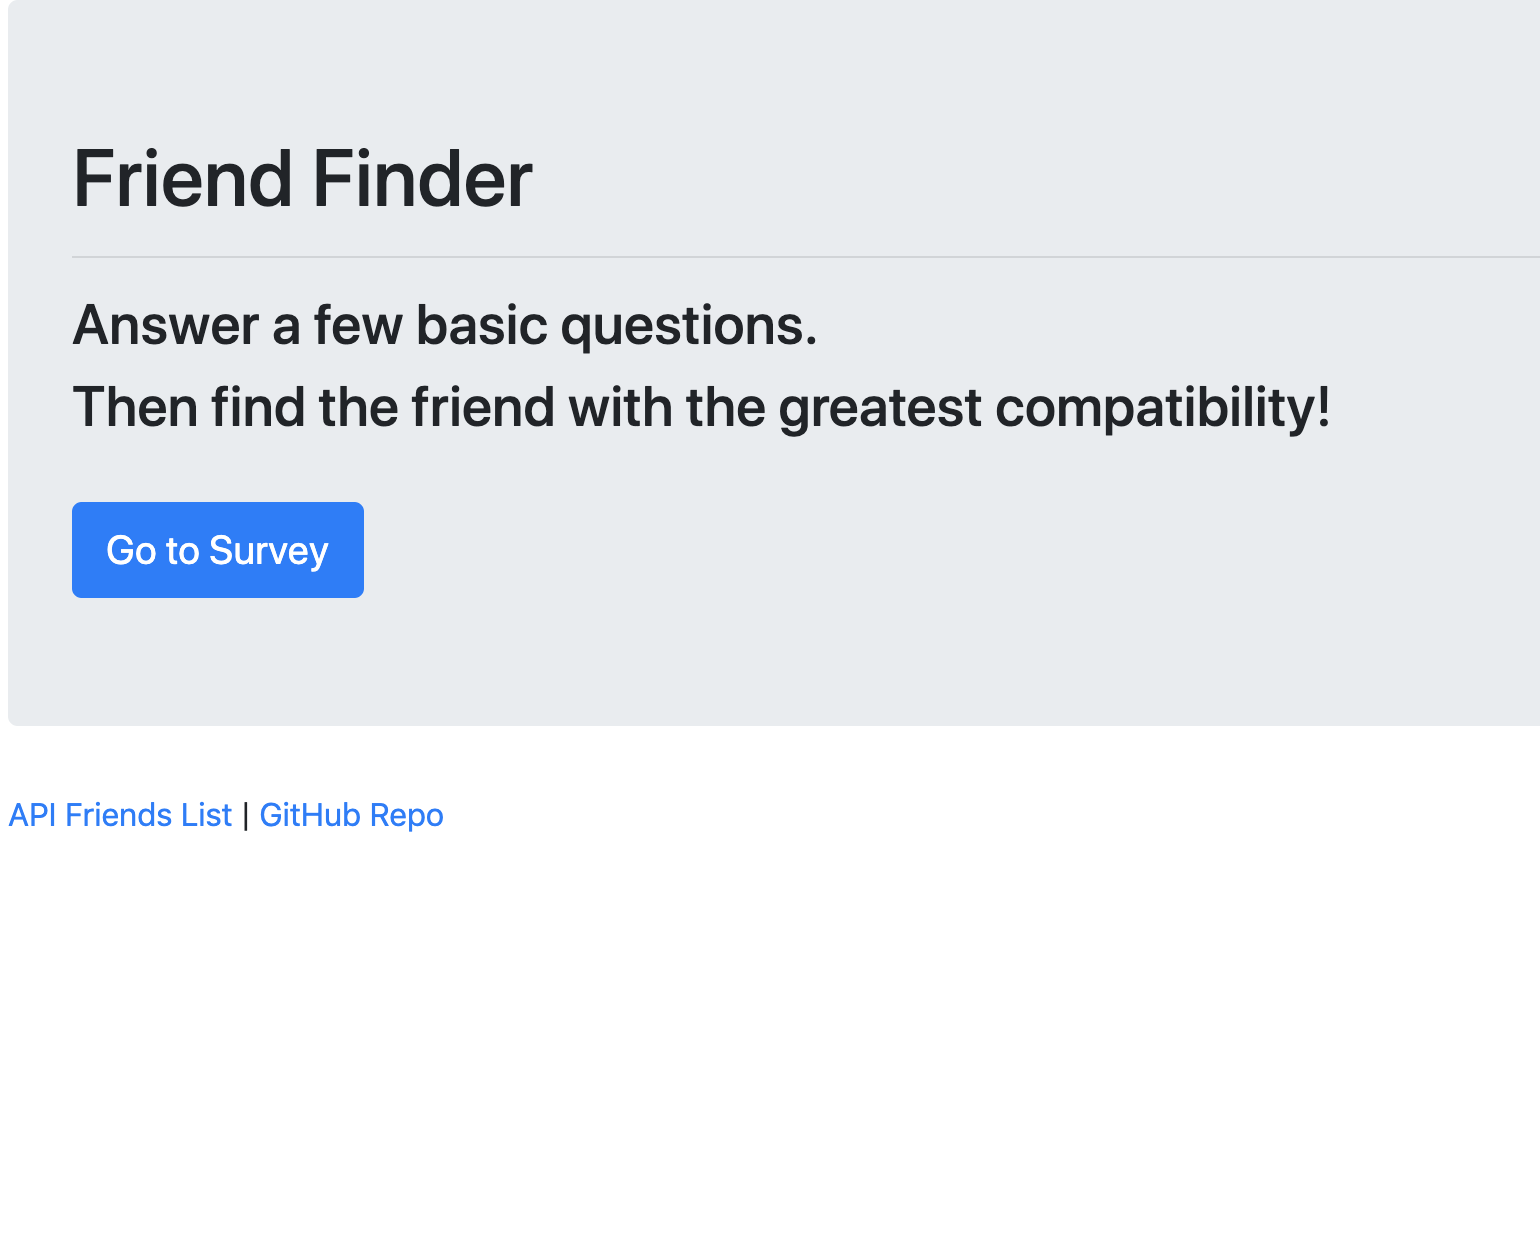 Friend Finder
Answer a few basic questions.
Then find the friend with the greatest compatibility!
Go to Survey
API Friends List | GitHub Repo